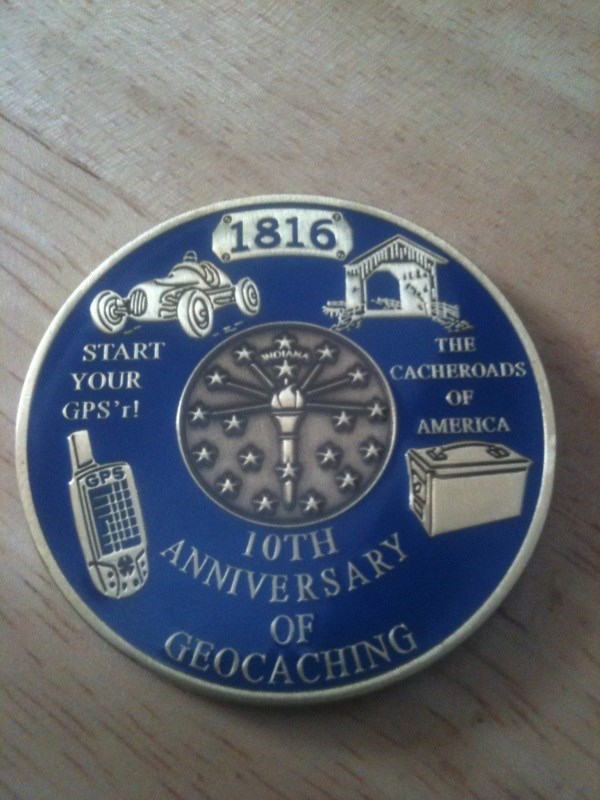 1816
START
YOUR
GPS'r!
THE
CACHEROADS
OF
AMERICA
INDIANA
GPS
10TH
ANNIVERSARY
OF
GEOCACHING